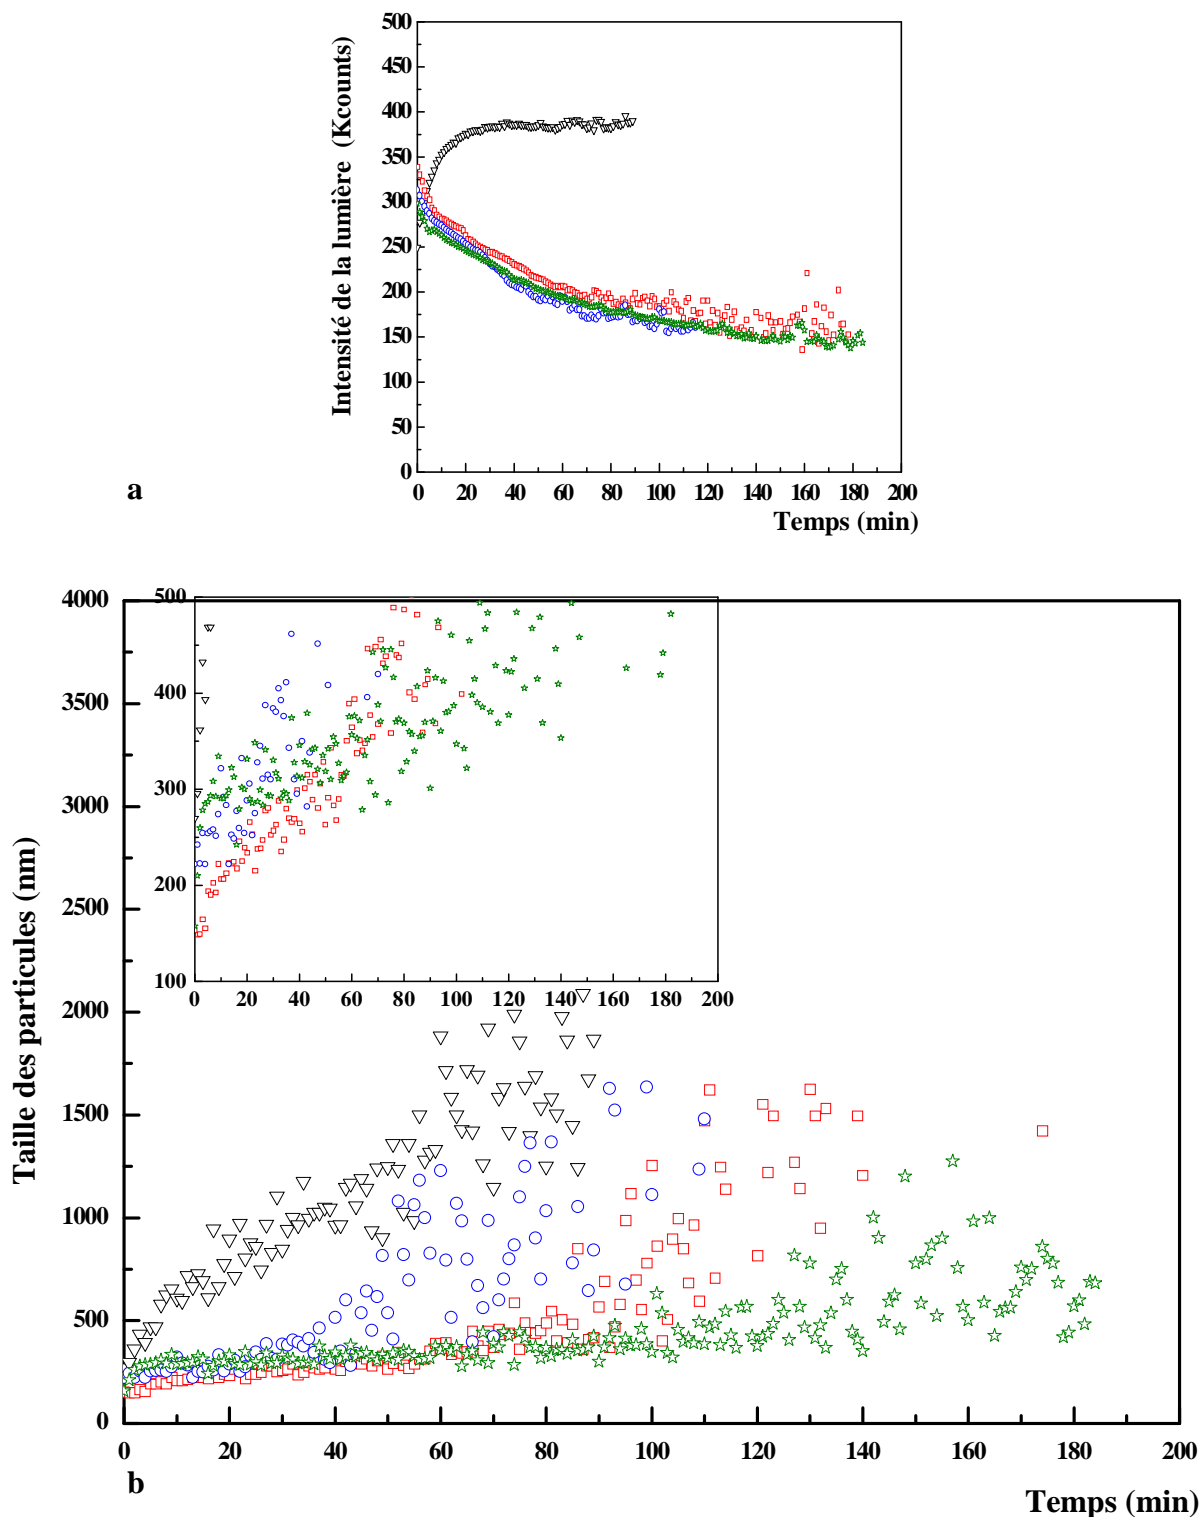 500
450
400
350
300
250
200
150
100
50
0
Intensité de la lumière (Kcounts)
0 20 40 60 80 100 120 140 160 180 200
Temps (min)
a
4000
3500
3000
2500
2000
1500
1000
500
0
Taille des particules (nm)
500
400
300
200
100
0 20 40 60 80 100 120 140 160 180 200
0 20 40 60 80 100 120 140 160 180 200
b
Temps (min)